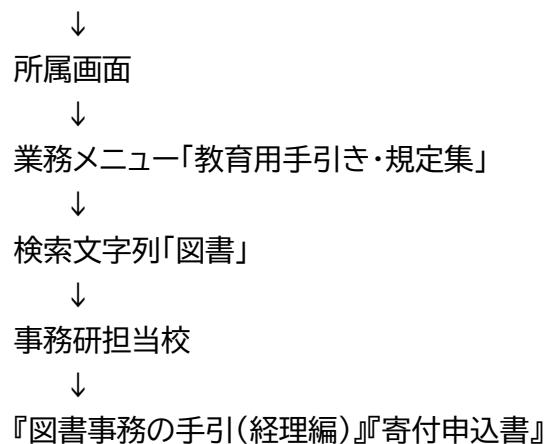 ↓
所属画面
↓
業務メニュー「教育用手引き・規定集」
↓
検索文字列「図書」
↓
事務研担当校
↓
『図書事務の手引(経理編)』『寄付申込書』